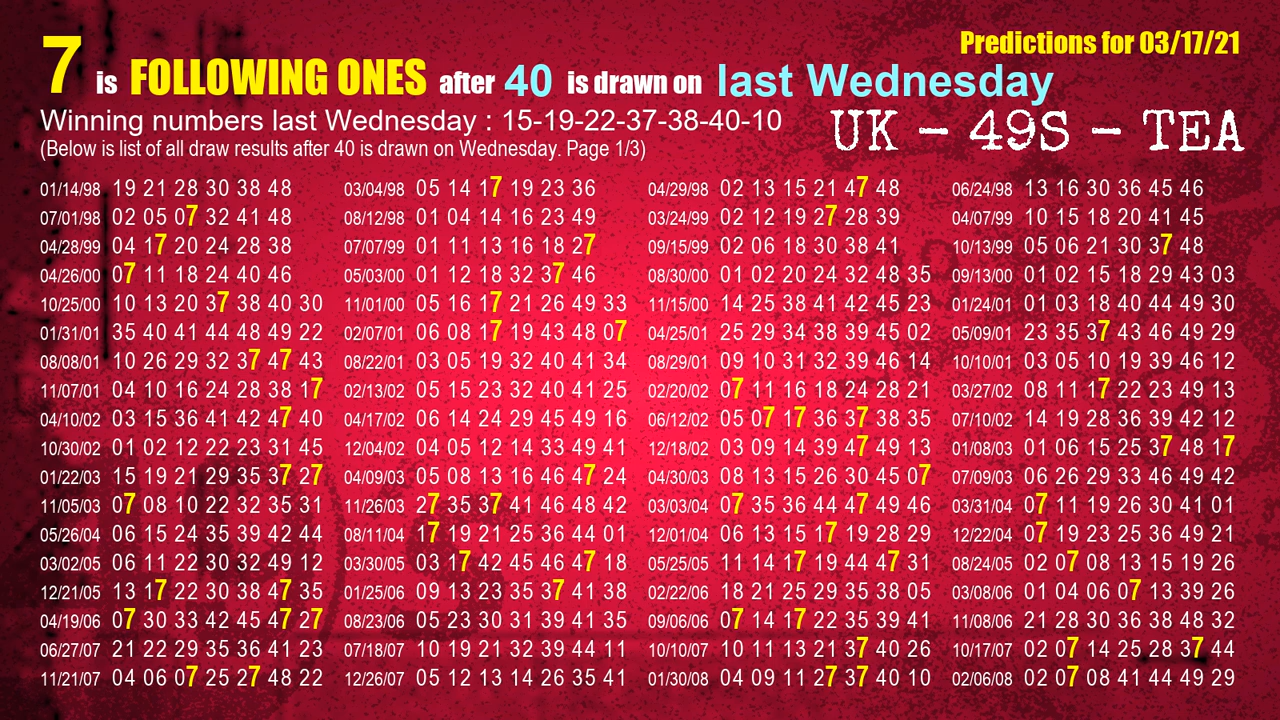 Predictions for 03/17/21
7 is FOLLOWING ONES after 40 is drawn on last Wednesday
Winning numbers last Wednesday : 15-19-22-37-38-40-10
UK - 49S - TEA
(Below is list of all draw results after 40 is drawn on Wednesday. Page 1/3)
01/14/98 19 21 28 30 38 48 03/04/98 05 14 17 19 23 36 04/29/98 02 13 15 21 47 48 06/24/98 13 16 30 36 45 46
07/01/98 02 05 07 32 41 48 08/12/98 01 04 14 16 23 49 03/24/99 02 12 19 27 28 39 04/07/99 10 15 18 20 41 45
04/28/99 04 17 20 24 28 38 07/07/99 01 11 13 16 18 27 09/15/99 02 06 18 30 38 41 10/13/99 05 06 21 30 37 48
04/26/00 07 11 18 24 40 46 05/03/00 01 12 18 32 37 46 08/30/00 01 02 20 24 32 48 35 09/13/00 01 02 15 18 29 43 03
10/25/00 10 13 20 37 38 40 30 11/01/00 05 16 17 21 26 49 33 11/15/00 14 25 38 41 42 45 23 01/24/01 01 03 18 40 44 49 30
01/31/01 35 40 41 44 48 49 22 02/07/01 06 08 17 19 43 48 07 04/25/01 25 29 34 38 39 45 02 05/09/01 23 35 37 43 46 49 29
08/08/01 10 26 29 32 37 47 43 08/22/01 03 05 19 32 40 41 34 08/29/01 09 10 31 32 39 46 14 10/10/01 03 05 10 19 39 46 12
11/07/01 04 10 16 24 28 38 17 02/13/02 05 15 23 32 40 41 25 02/20/02 07 11 16 18 24 28 21 03/27/02 08 11 17 22 23 49 13
04/10/02 03 15 36 41 42 47 40 04/17/02 06 14 24 29 45 49 16 06/12/02 05 07 17 36 37 38 35 07/10/02 14 19 28 36 39 42 12
10/30/02 01 02 12 22 23 31 45 12/04/02 04 05 12 14 33 49 41 12/18/02 03 09 14 39 47 49 13 01/08/03 01 06 15 25 37 48 17
01/22/03 15 19 21 29 35 37 27 04/09/03 05 08 13 16 46 47 24 04/30/03 08 13 15 26 30 45 07 07/09/03 06 26 29 33 46 49 42
11/05/03 07 08 10 22 32 35 31 11/26/03 27 35 37 41 46 48 42 03/03/04 07 35 36 44 47 49 46 03/31/04 07 11 19 26 30 41 01
05/26/04 06 15 24 35 39 42 44 08/11/04 17 19 21 25 36 44 01 12/01/04 06 13 15 17 19 28 29 12/22/04 07 19 23 25 36 49 21
03/02/05 06 11 22 30 32 49 12 03/30/05 03 17 42 45 46 47 18 05/25/05 11 14 17 19 44 47 31 08/24/05 02 07 08 13 15 19 26
12/21/05 13 17 22 30 38 47 35 01/25/06 09 13 23 35 37 41 38 02/22/06 18 21 25 29 35 38 05 03/08/06 01 04 06 07 13 39 26
04/19/06 07 30 33 42 45 47 27 08/23/06 05 23 30 31 39 41 35 09/06/06 07 14 17 22 35 39 41 11/08/06 21 28 30 36 38 48 32
06/27/07 21 22 29 35 36 41 23 07/18/07 10 19 21 32 39 44 11 10/10/07 10 11 13 21 37 40 26 10/17/07 02 07 14 25 28 37 44
11/21/07 04 06 07 25 27 48 22 12/26/07 05 12 13 14 26 35 41 01/30/08 04 09 11 27 37 40 10 02/06/08 02 07 08 41 44 49 29